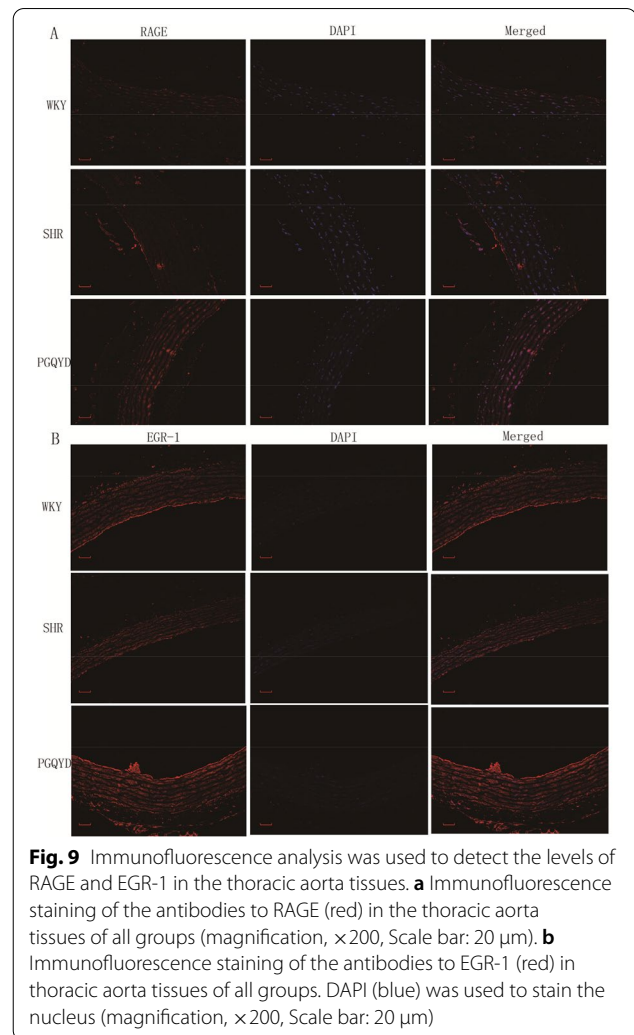 A RAGE DAPI Merged
WKY
SHR
PGQYD
B EGR-1 DAPI Merged
WKY
SHR
PGQYD
Fig. 9 Immunofluorescence analysis was used to detect the levels of
RAGE and EGR-1 in the thoracic aorta tissues. a Immunofluorescence
staining of the antibodies to RAGE (red) in the thoracic aorta
tissues of all groups (magnification, ×200, Scale bar: 20 μm). b
Immunofluorescence staining of the antibodies to EGR-1 (red) in
thoracic aorta tissues of all groups. DAPI (blue) was used to stain the
nucleus (magnification, ×200, Scale bar: 20 μm)